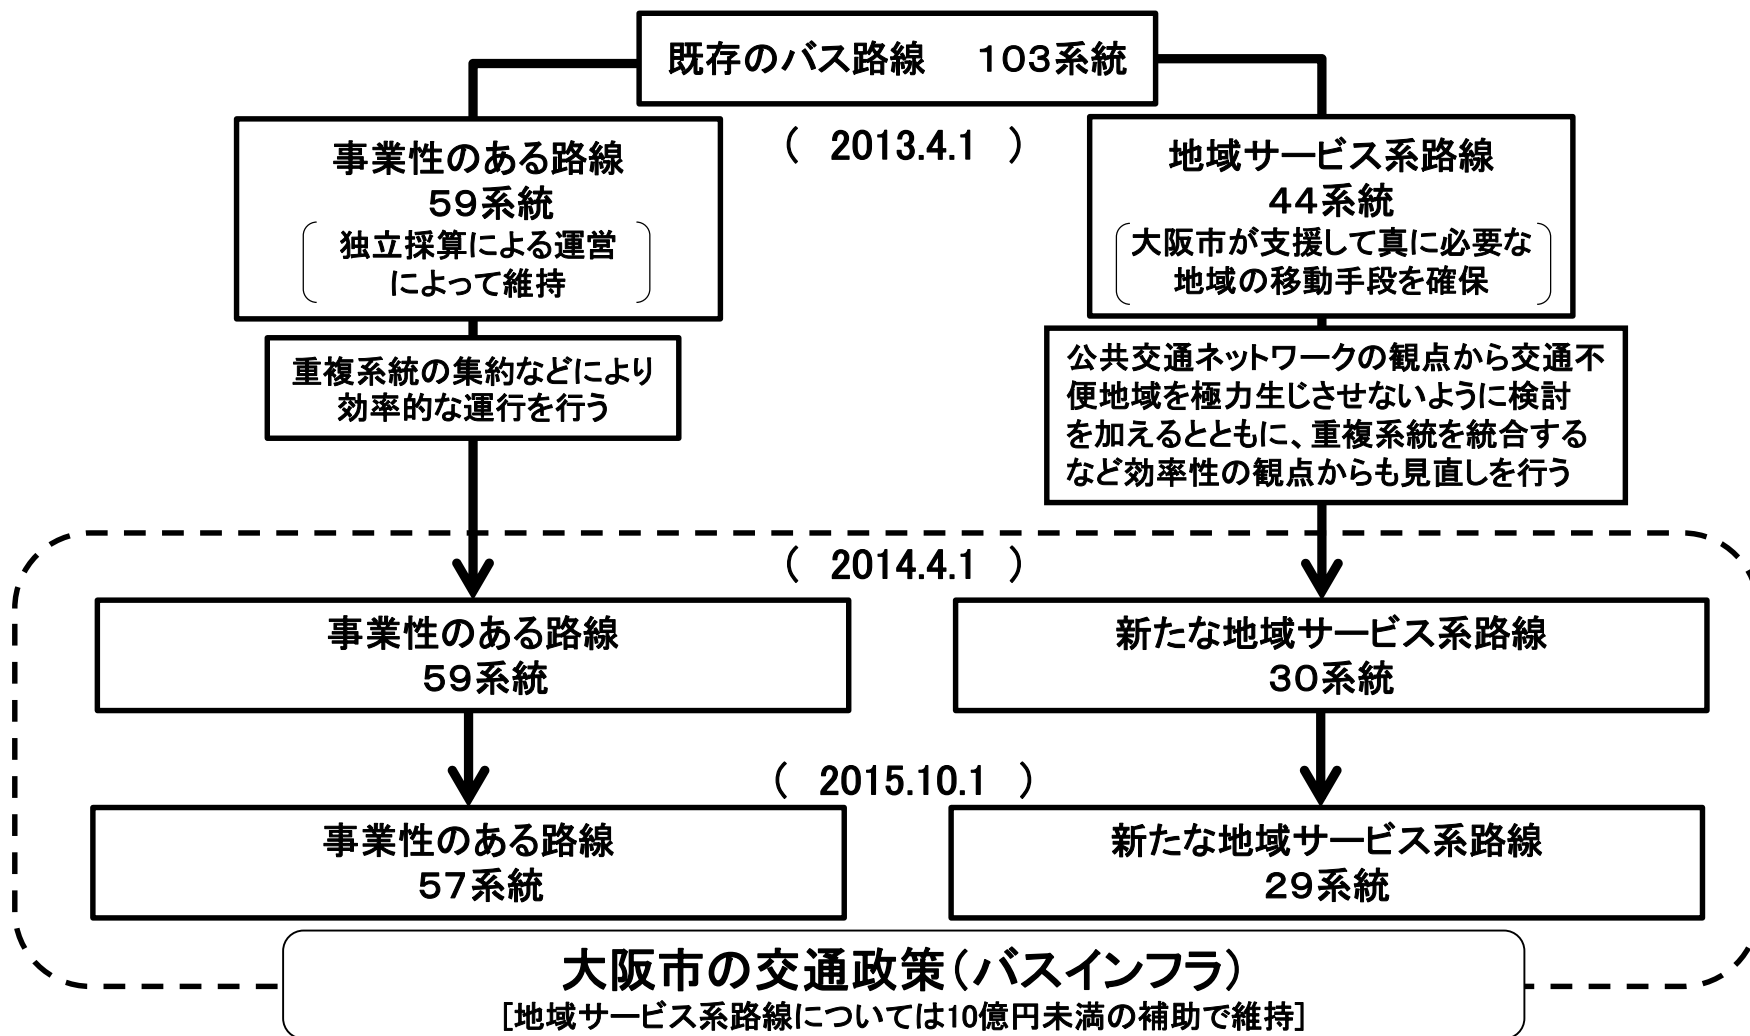 既存のバス路線　103系統
( 2013.4.1 )
事業性のある路線
59系統
独立採算による運営
によって維持
地域サービス系路線
44系統
大阪市が支援して真に必要な
地域の移動手段を確保
重複系統の集約などにより
効率的な運行を行う
公共交通ネットワークの観点から交通不
便地域を極力生じさせないように検討
を加えるとともに、重複系統を統合する
など効率性の観点からも見直しを行う
( 2014.4.1 )
事業性のある路線
59系統
新たな地域サービス系路線
30系統
( 2015.10.1 )
事業性のある路線
57系統
新たな地域サービス系路線
29系統
大阪市の交通政策（バスインフラ）
[地域サービス系路線については10億円未満の補助で維持]